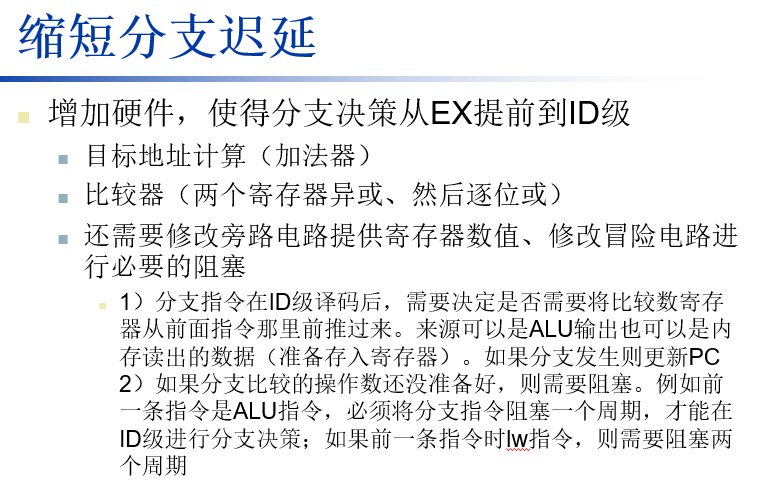 缩短分支迟延
增加硬件，使得分支决策从EX提前到ID级
目标地址计算（加法器）
比较器（两个寄存器异或、然后逐位或）
还需要修改旁路电路提供寄存器数值、修改冒险电路进
行必要的阻塞
1）分支指令在ID级译码后，需要决定是否需要将比较数寄存
器从前面指令那里前推过来。来源可以是ALU输出也可以是内
存读出的数据（准备存入寄存器）。如果分支发生则更新PC
2）如果分支比较的操作数还没准备好，则需要阻塞。例如前
一条指令是ALU指令，必须将分支指令阻塞一个周期，才能在
ID级进行分支决策；如果前一条指令时lw指令，则需要阻塞两
个周期